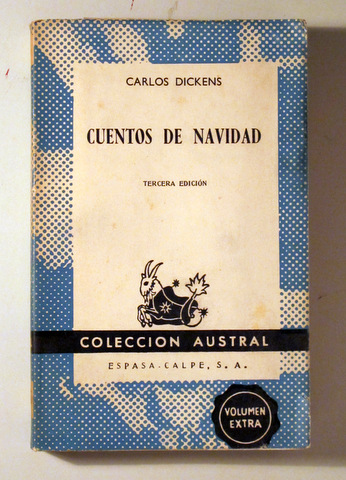 CARLOS DICKENS
CUENTOS DE NAVIDAD
TERCERA EDICIÓN
COLECCION AUSTRAL
ESPASA-CALPE, S. A.
VOLUMEN
EXTRA